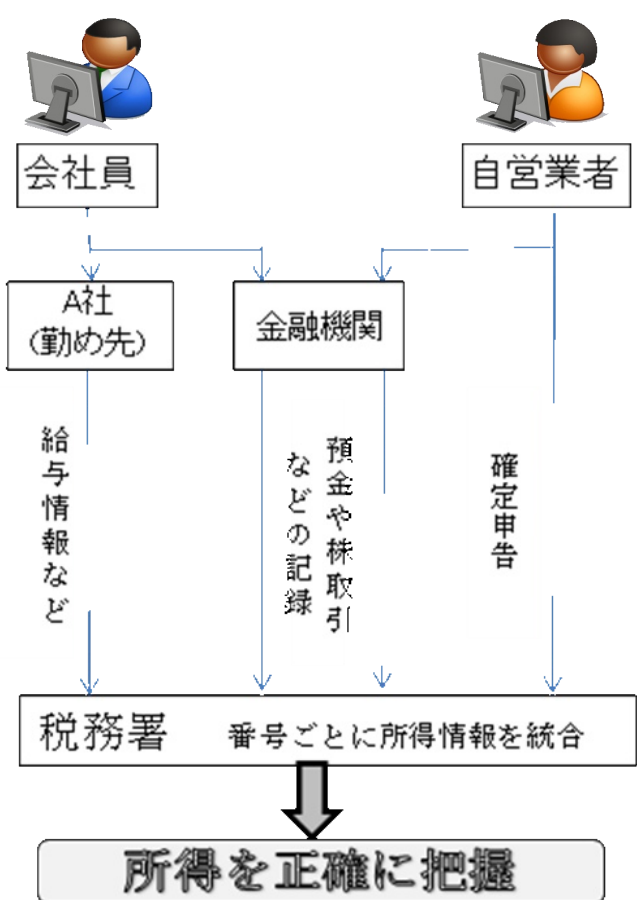 会社員
自営業者
A社
(勤め先)
金融機関
給与情報など
預金や株取引
などの記録
確定申告
税務署 番号ごとに所得情報を統合
所得を正確に把握